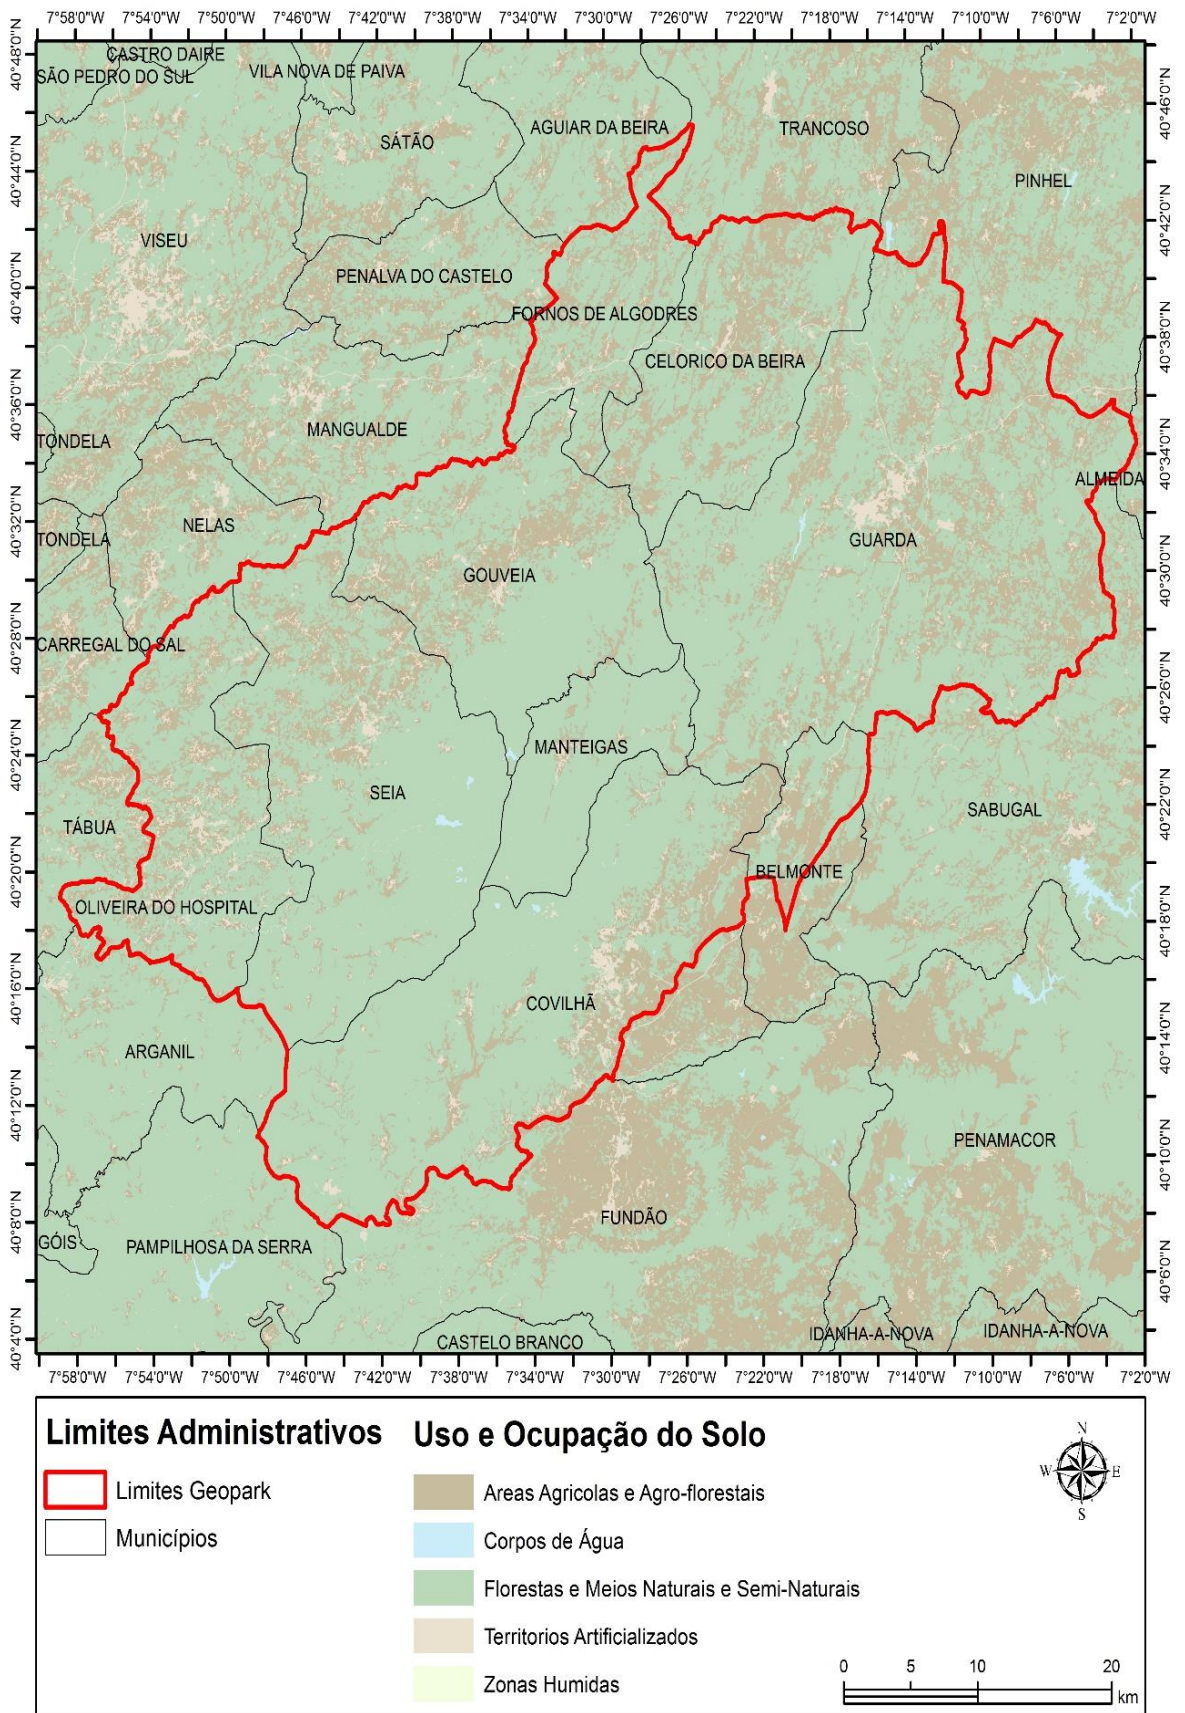 7°58'0"W 7°54'0"W 7°50'0"W 7°46'0"W 7°42'0"W 7°38'0"W 7°34'0"W 7°30'0"W 7°26'0"W 7°22'0"W 7°18'0"W 7°14'0"W 7°10'0"W 7°6'0"W 7°2'0"W
40°48'0"N
CASTRO DAIRE
SÃO PEDRO DO SUL
VILA NOVA DE PAIVA
40°46'0"N
AGUIAR DA BEIRA
TRANCOSO
SÁTÃO
40°44'0"N
PINHEL
40°42'0"N
VISEU
PENALVA DO CASTELO
40°40'0"N
FORNOS DE ALGODRES
40°38'0"N
CELORICO DA BEIRA
40°36'0"N
MANGUALDE
TONDELA
40°34'0"N
ALMEIDA
40°32'0"N
NELAS
TONDELA
GUARDA
40°30'0"N
GOUVEIA
40°28'0"N
CARREGAL DO SAL
40°26'0"N
40°24'0"N
MANTEIGAS
SEIA
40°22'0"N
SABUGAL
TÁBUA
40°20'0"N
BELMONTE
OLIVEIRA DO HOSPITAL
40°18'0"N
40°16'0"N
COVILHÃ
40°14'0"N
ARGANIL
40°12'0"N
PENAMACOR
40°10'0"N
40°8'0"N
FUNDÃO
GÓIS
PAMPILHOSA DA SERRA
40°6'0"N
40°4'0"N
CASTELO BRANCO
IDANHA-A-NOVA
IDANHA-A-NOVA
7°58'0"W 7°54'0"W 7°50'0"W 7°46'0"W 7°42'0"W 7°38'0"W 7°34'0"W 7°30'0"W 7°26'0"W 7°22'0"W 7°18'0"W 7°14'0"W 7°10'0"W 7°6'0"W 7°2'0"W
Limites Administrativos
Limites Geopark
Municípios
Uso e Ocupação do Solo
Areas Agricolas e Agro-florestais
Corpos de Água
Florestas e Meios Naturais e Semi-Naturais
Territorios Artificializados
Zonas Humidas
N
W E
S
0 5 10 20
km